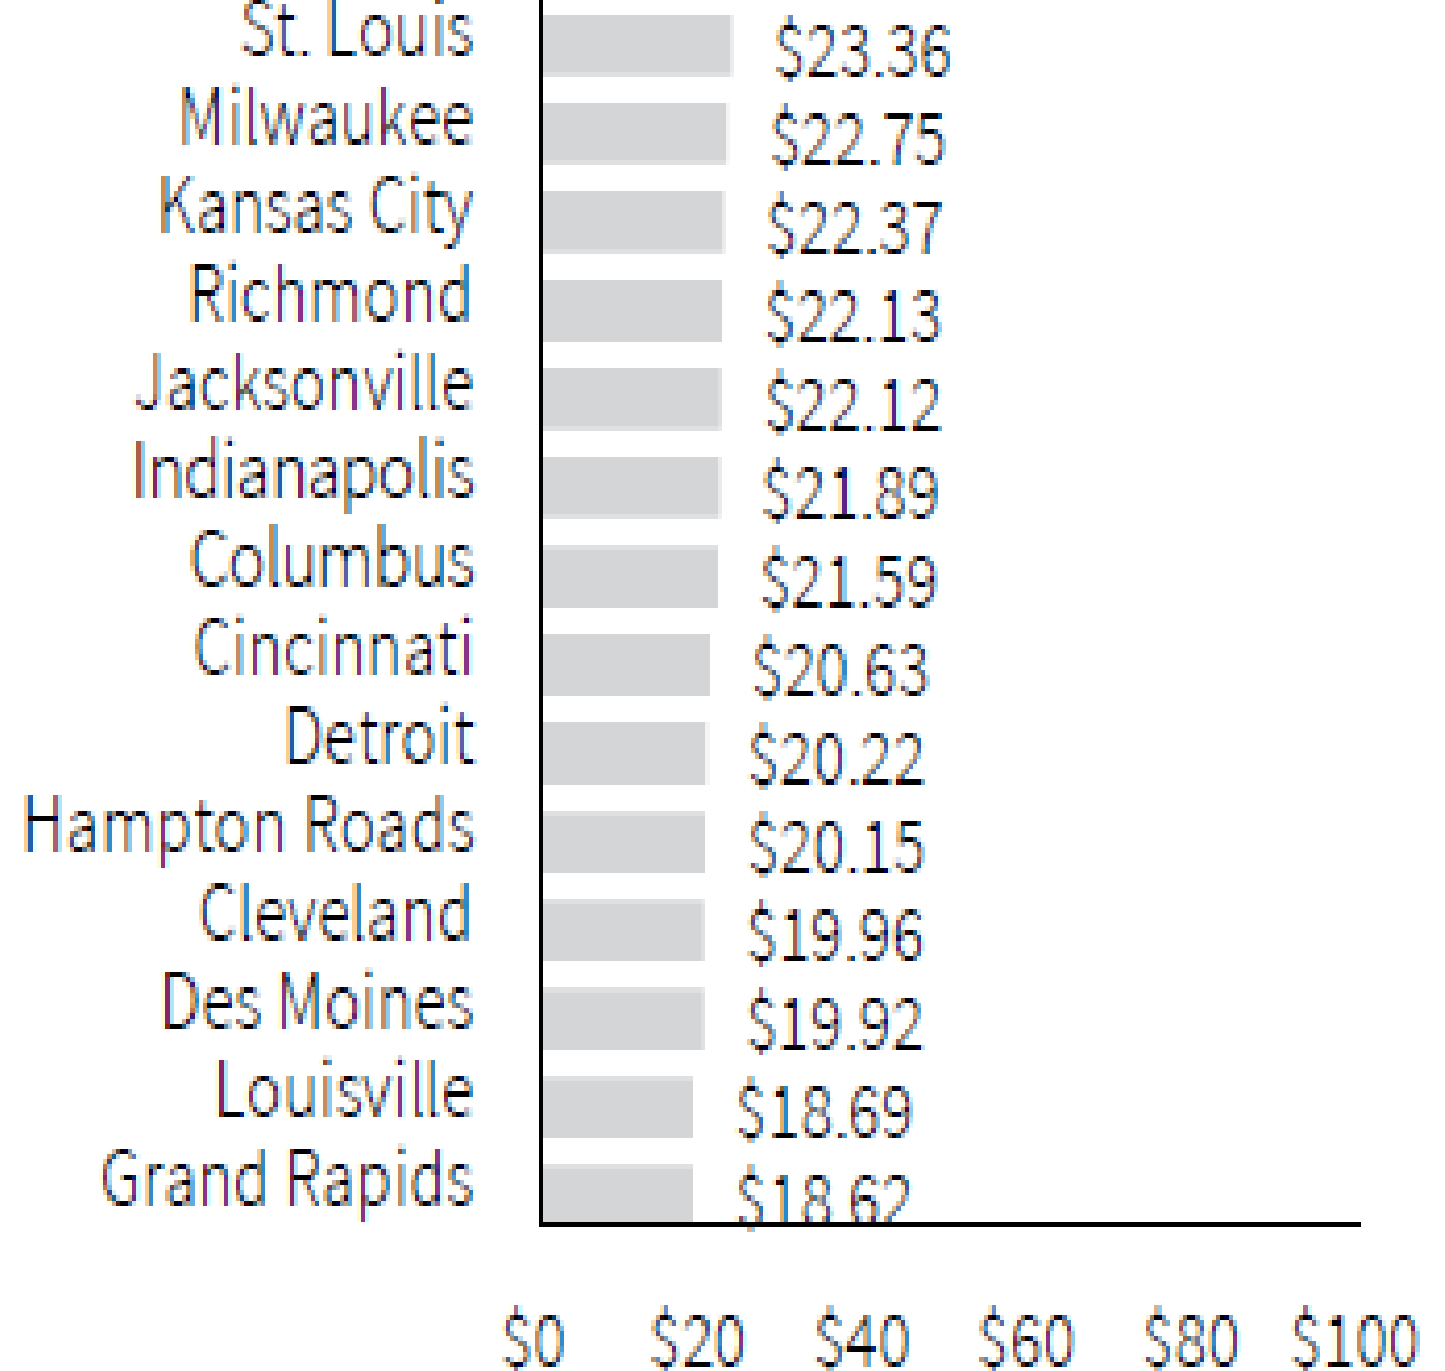 St. Louis $23.36
Milwaukee $22.75
Kansas City $22.37
Richmond $22.13
Jacksonville $22.12
Indianapolis $21.89
Columbus $21.59
Cincinnati $20.63
Detroit $20.22
Hampton Roads $20.15
Cleveland $19.96
Des Moines $19.92
Louisville $18.69
Grand Rapids $18.62
$0 $20 $40 $60 $80 $100